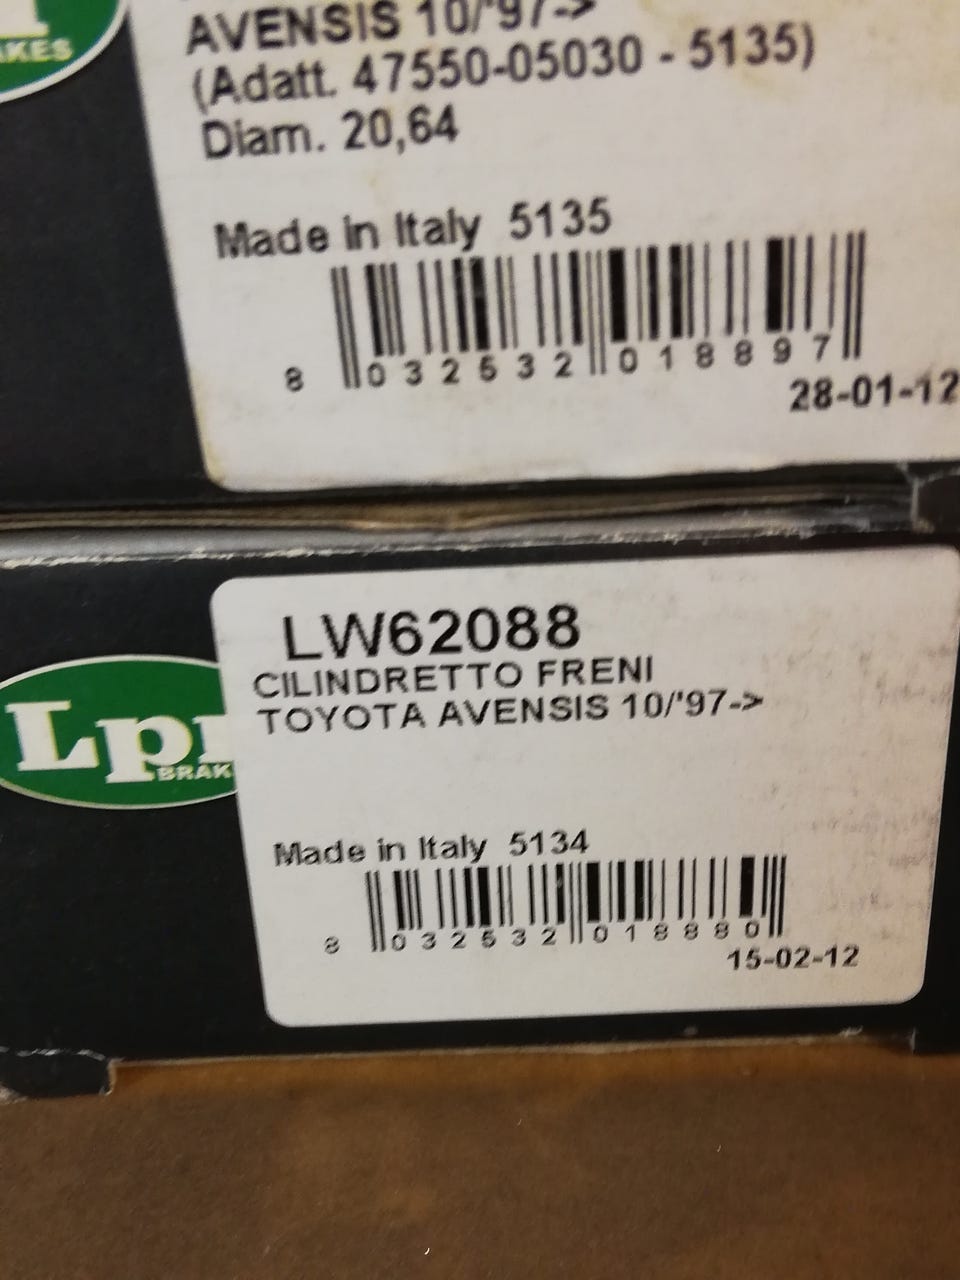 AKES
AVENSIS 10/'97->
(Adatt. 47550-05030 - 5135)
Diam. 20,64
Made in Italy 5135
8 032532 018897
28-01-12
LW62088
CILINDRETTO FRENI
TOYOTA AVENSIS 10/'97->
Lpr
BRAK
Made in Italy 5134
8 032532 018880
15-02-12